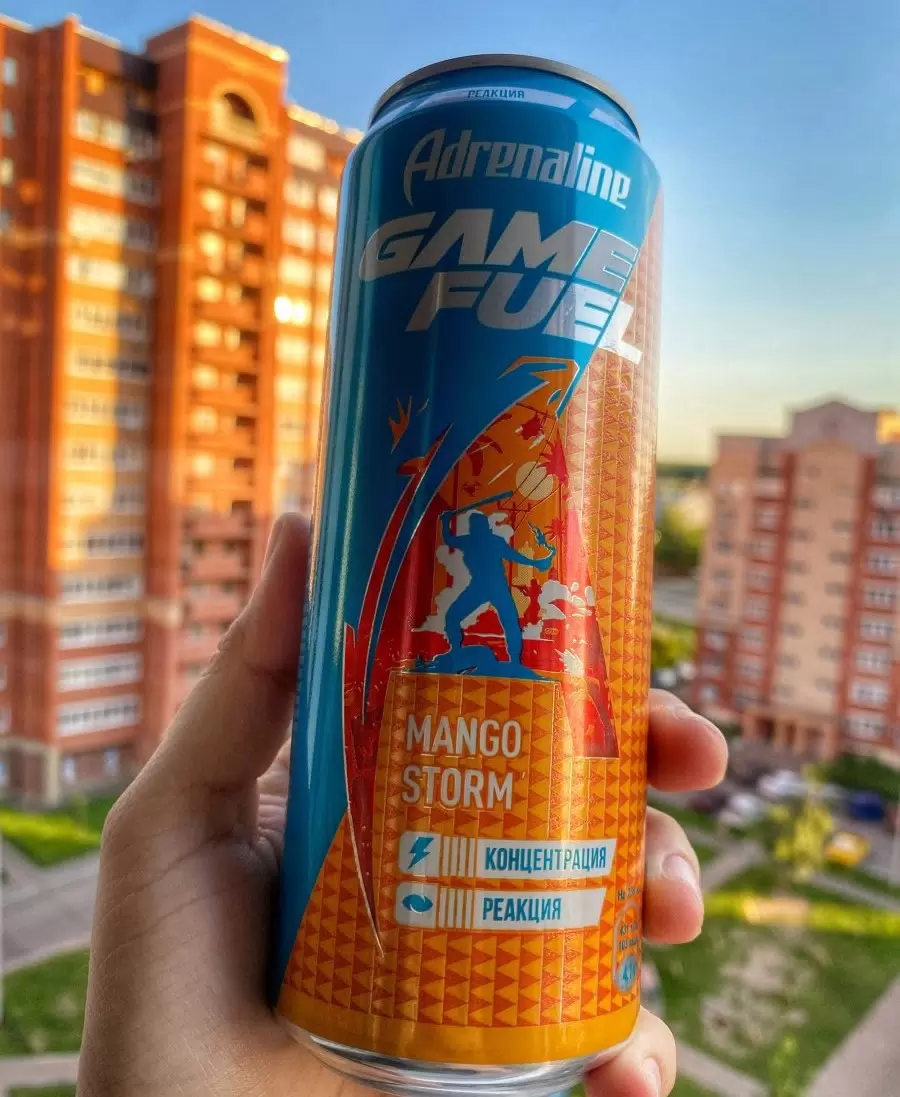 РЕАКЦИЯ
Adrenaline
GAME
FUEL
MANGO
STORM
КОНЦЕНТРАЦИЯ
РЕАКЦИЯ